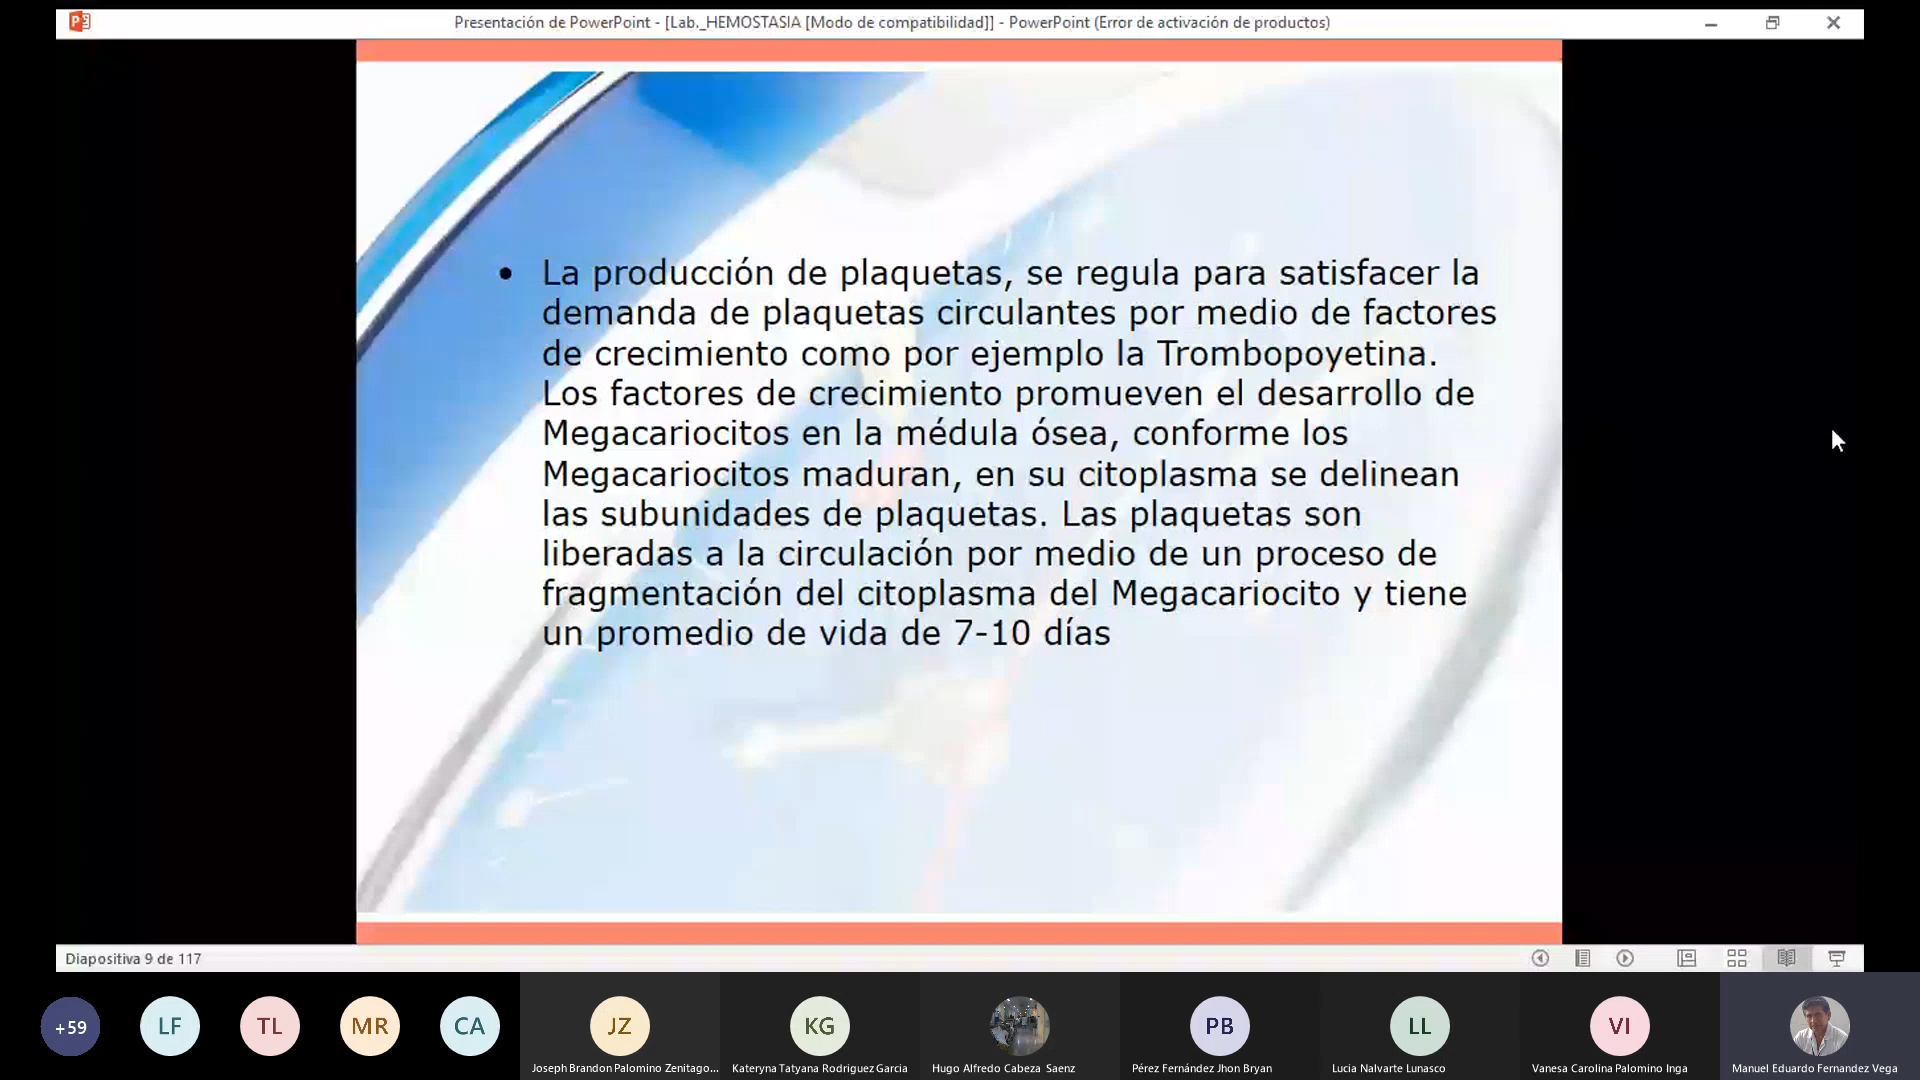 Presentación de PowerPoint - [Lab._HEMOSTASIA [Modo de compatibilidad]] - PowerPoint (Error de activación de productos)
• La producción de plaquetas, se regula para satisfacer la
demanda de plaquetas circulantes por medio de factores
de crecimiento como por ejemplo la Trombopoyetina.
Los factores de crecimiento promueven el desarrollo de
Megacariocitos en la médula ósea, conforme los
Megacariocitos maduran, en su citoplasma se delinean
las subunidades de plaquetas. Las plaquetas son
liberadas a la circulación por medio de un proceso de
fragmentación del citoplasma del Megacariocito y tiene
un promedio de vida de 7-10 días
Diapositiva 9 de 117
+59
LF
TL
MR
CA
JZ
KG
PB
LL
VI
Joseph Brandon Palomino Zenitago...
Kateryna Tatyana Rodriguez Garcia
Hugo Alfredo Cabeza Saenz
Pérez Fernández Jhon Bryan
Lucia Nalvarte Lunasco
Vanesa Carolina Palomino Inga
Manuel Eduardo Fernandez Vega